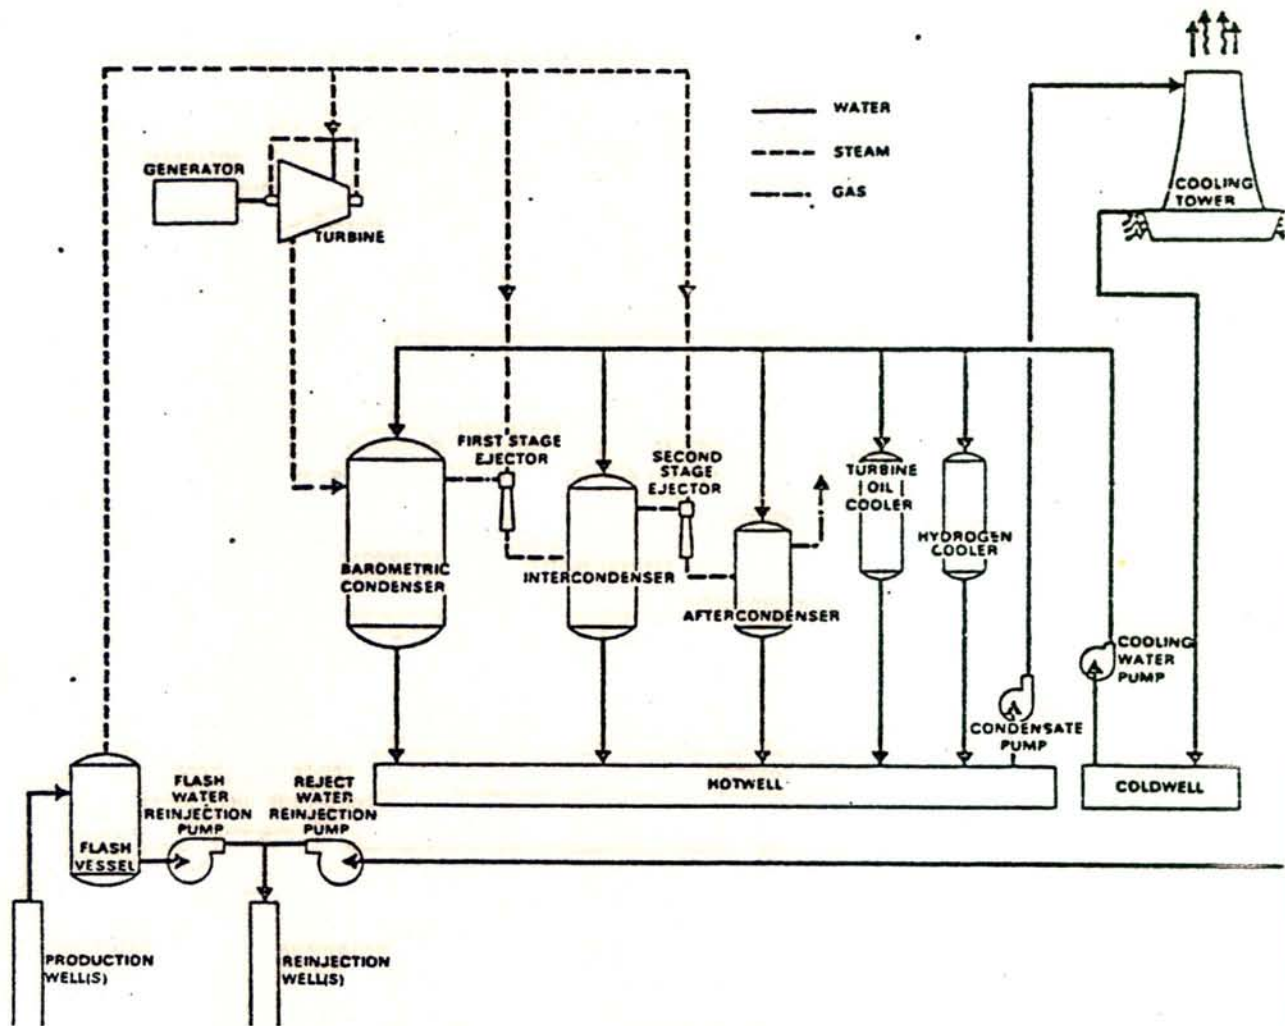 GENERATOR
TURBINE
WATER
STEAM
GAS
COOLING
TOWER
FIRST STAGE
EJECTOR
SECOND
STAGE
EJECTOR
TURBINE
OIL
COOLER
HYDROGEN
COOLER
BAROMETRIC
CONDENSER
INTERCONDENSER
AFTERCONDENSER
COOLING
WATER
PUMP
CONDENSATE
PUMP
HOTWELL
COLDWELL
FLASH
WATER
REINJECTION
PUMP
REJECT
WATER
REINJECTION
PUMP
FLASH
VESSEL
PRODUCTION
WELL(S)
REINJECTION
WELL(S)